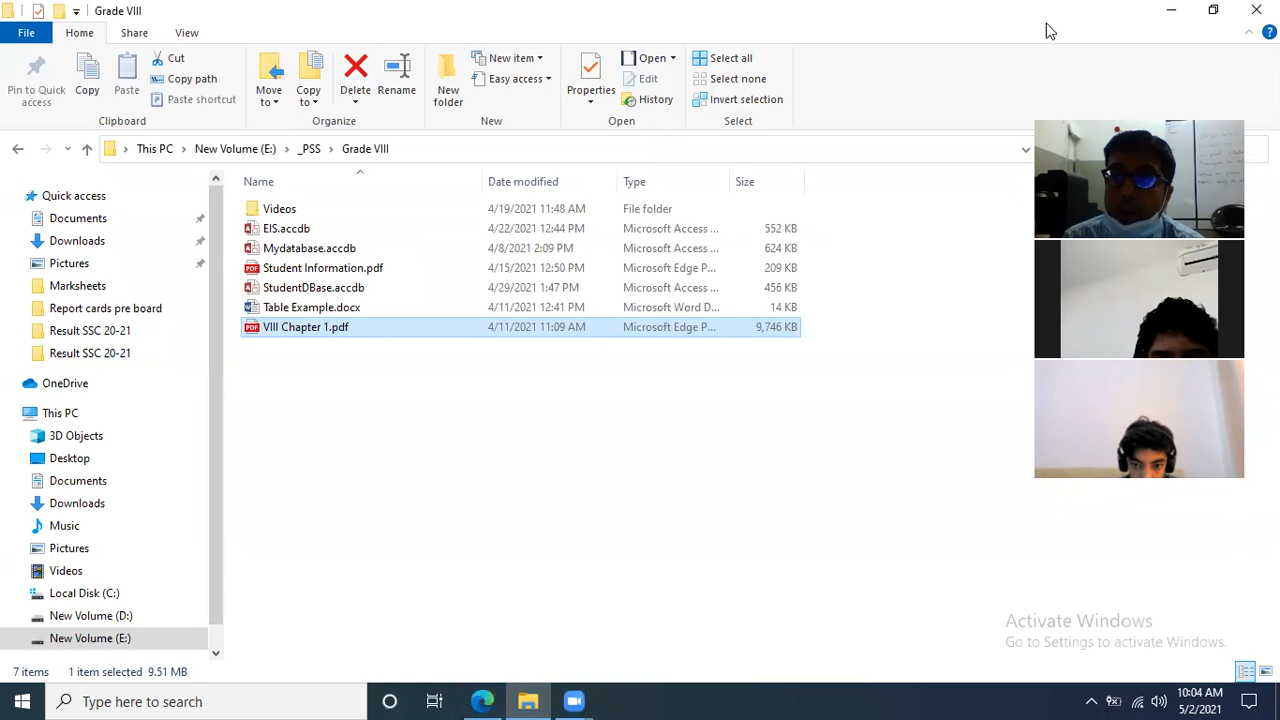 Grade VIII
File Home Share View
Pin to Quick access
Copy
Paste
Cut
Copy path
Paste shortcut
Clipboard
Move to
Copy to
Delete
Rename
Organize
New folder
New item
Easy access
New
Properties
Open
Edit
History
Open
Select all
Select none
Invert selection
Select
This PC New Volume (E:) _PSS Grade VIII
Name Date modified Type Size
Videos 4/19/2021 11:48 AM File folder
EIS.accdb 4/22/2021 12:44 PM Microsoft Access ... 552 KB
Mydatabase.accdb 4/8/2021 2:09 PM Microsoft Access ... 624 KB
Student Information.pdf 4/15/2021 12:50 PM Microsoft Edge P... 209 KB
StudentDBase.accdb 4/29/2021 1:47 PM Microsoft Access ... 456 KB
Table Example.docx 4/11/2021 12:41 PM Microsoft Word D... 14 KB
VIII Chapter 1.pdf 4/11/2021 11:09 AM Microsoft Edge P... 9,746 KB
Quick access
Documents
Downloads
Pictures
Marksheets
Report cards pre board
Result SSC 20-21
Result SSC 20-21
OneDrive
This PC
3D Objects
Desktop
Documents
Downloads
Music
Pictures
Videos
Local Disk (C:)
New Volume (D:)
New Volume (E:)
Activate Windows
Go to Settings to activate Windows.
7 items 1 item selected 9.51 MB
Type here to search
10:04 AM
5/2/2021